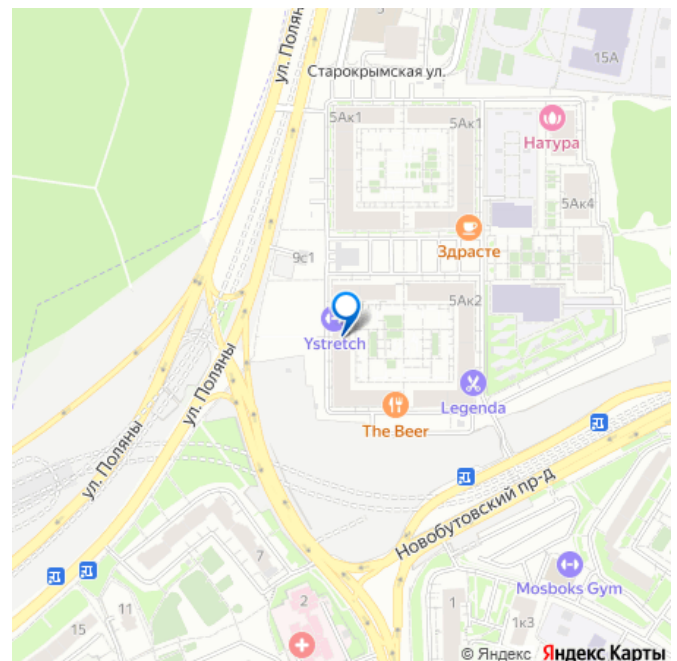 ул. Поляны
Старокрымская ул.
15А
5Ак1
5Ак1
Натура
5Ак4
Здрасте
9с1
5Ак2
Ystretch
Legenda
The Beer
ул. Поляны
ул. Поляны
Новобутовский пр-д
7
Mosboks Gym
2
1
1к3
11
15
© Яндекс Яндекс Карты